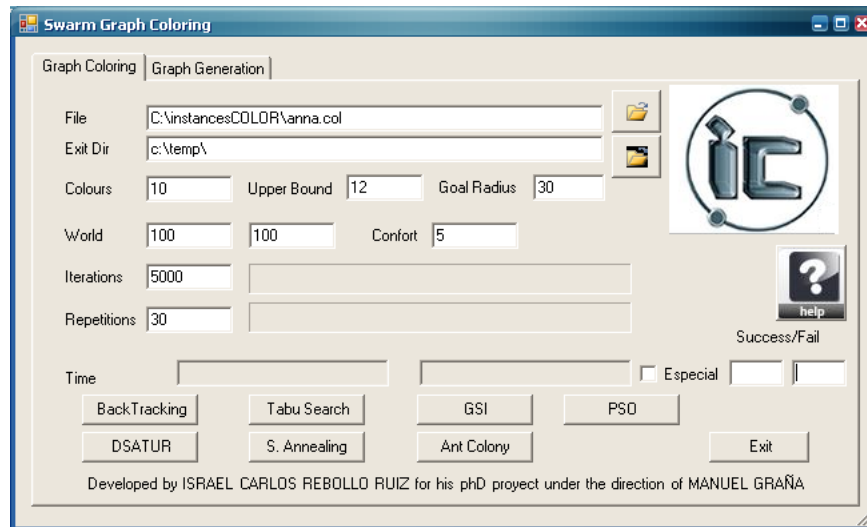 Swarm Graph Coloring
Graph Coloring Graph Generation
File C:\instancesCOLOR\anna.col
Exit Dir c:\temp\
Colours 10 Upper Bound 12 Goal Radius 30
ic
World 100 100 Confort 5
Iterations 5000
?
help
Repetitions 30
Success/Fail
Time Especial
BackTracking Tabu Search GSI PSO
DSATUR S. Annealing Ant Colony Exit
Developed by ISRAEL CARLOS REBOLLO RUIZ for his phD proyect under the direction of MANUEL GRAÑA